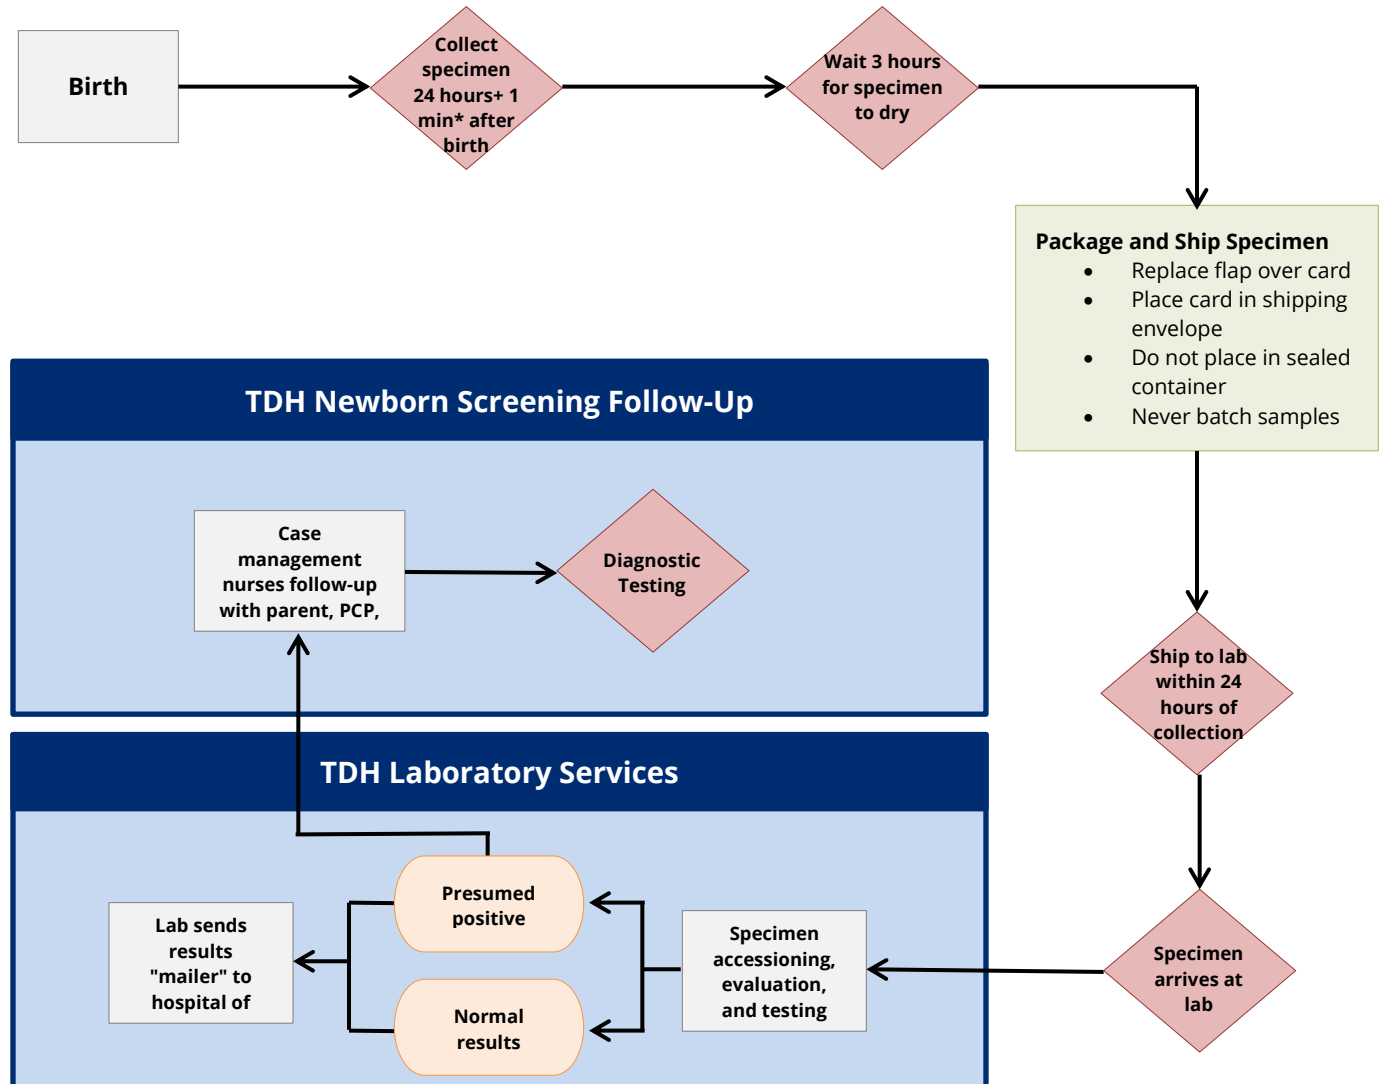 Birth
Collect
specimen
24 hours+ 1
min* after
birth
Wait 3 hours
for specimen
to dry
Package and Ship Specimen
• Replace flap over card
• Place card in shipping
envelope
• Do not place in sealed
container
• Never batch samples
Ship to lab
within 24
hours of
collection
Specimen
arrives at
lab
TDH Newborn Screening Follow-Up
Case
management
nurses follow-up
with parent, PCP,
Diagnostic
Testing
TDH Laboratory Services
Specimen
accessioning,
evaluation,
and testing
Presumed
positive
Normal
results
Lab sends
results
"mailer" to
hospital of